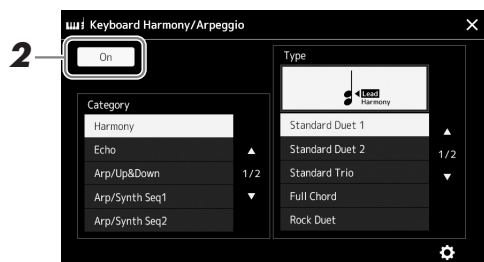 Keyboard Harmony/Arpeggio
2
On
Type
Lead
Harmony
Category
Harmony
Echo
Arp/Up&Down
Arp/Synth Seq1
Arp/Synth Seq2
1/2
Standard Duet 1
Standard Duet 2
Standard Trio
Full Chord
Rock Duet
1/2